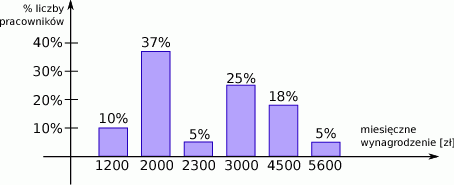 % liczby
pracowników
40%
30%
20%
10%
10%
37%
5%
25%
18%
5%
1200 2000 2300 3000 4500 5600
miesięczne
wynagrodzenie [zł]